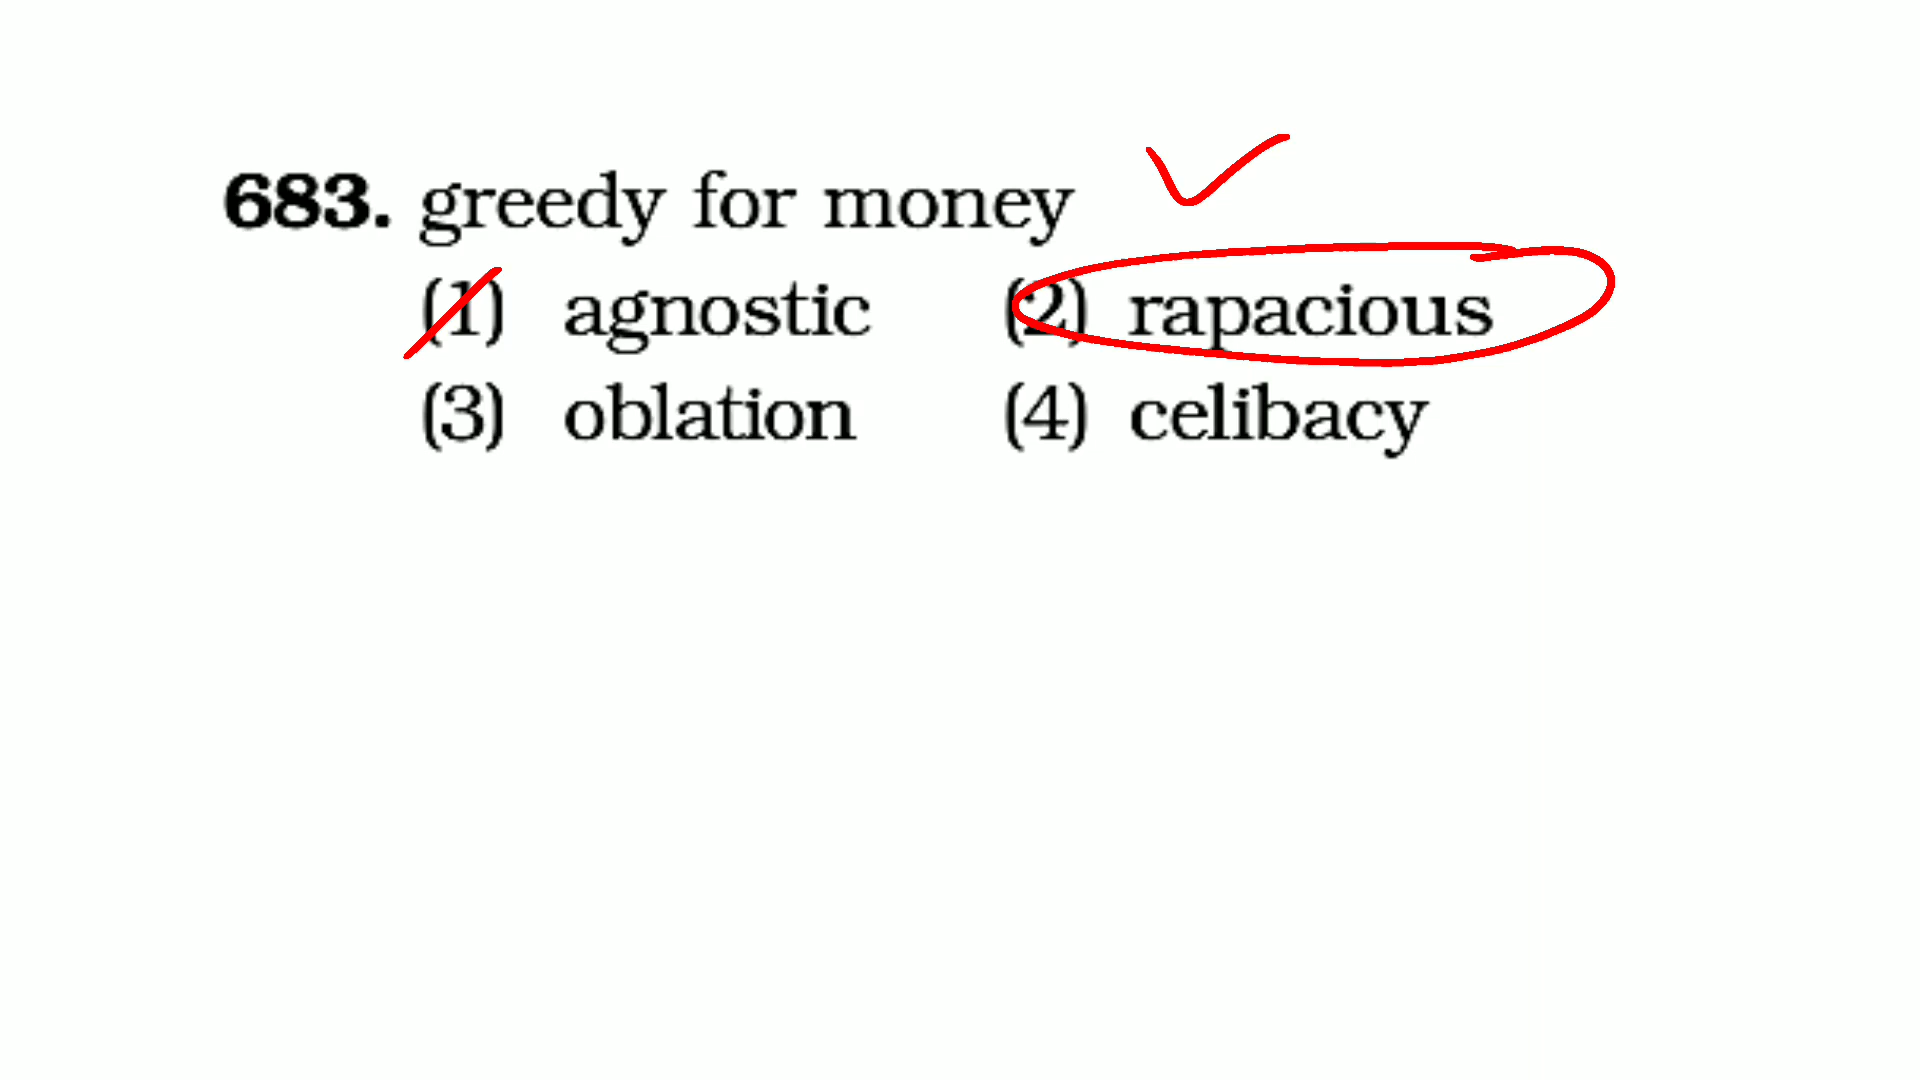 683. greedy for money
(1) agnostic (2) rapacious
(3) oblation (4) celibacy